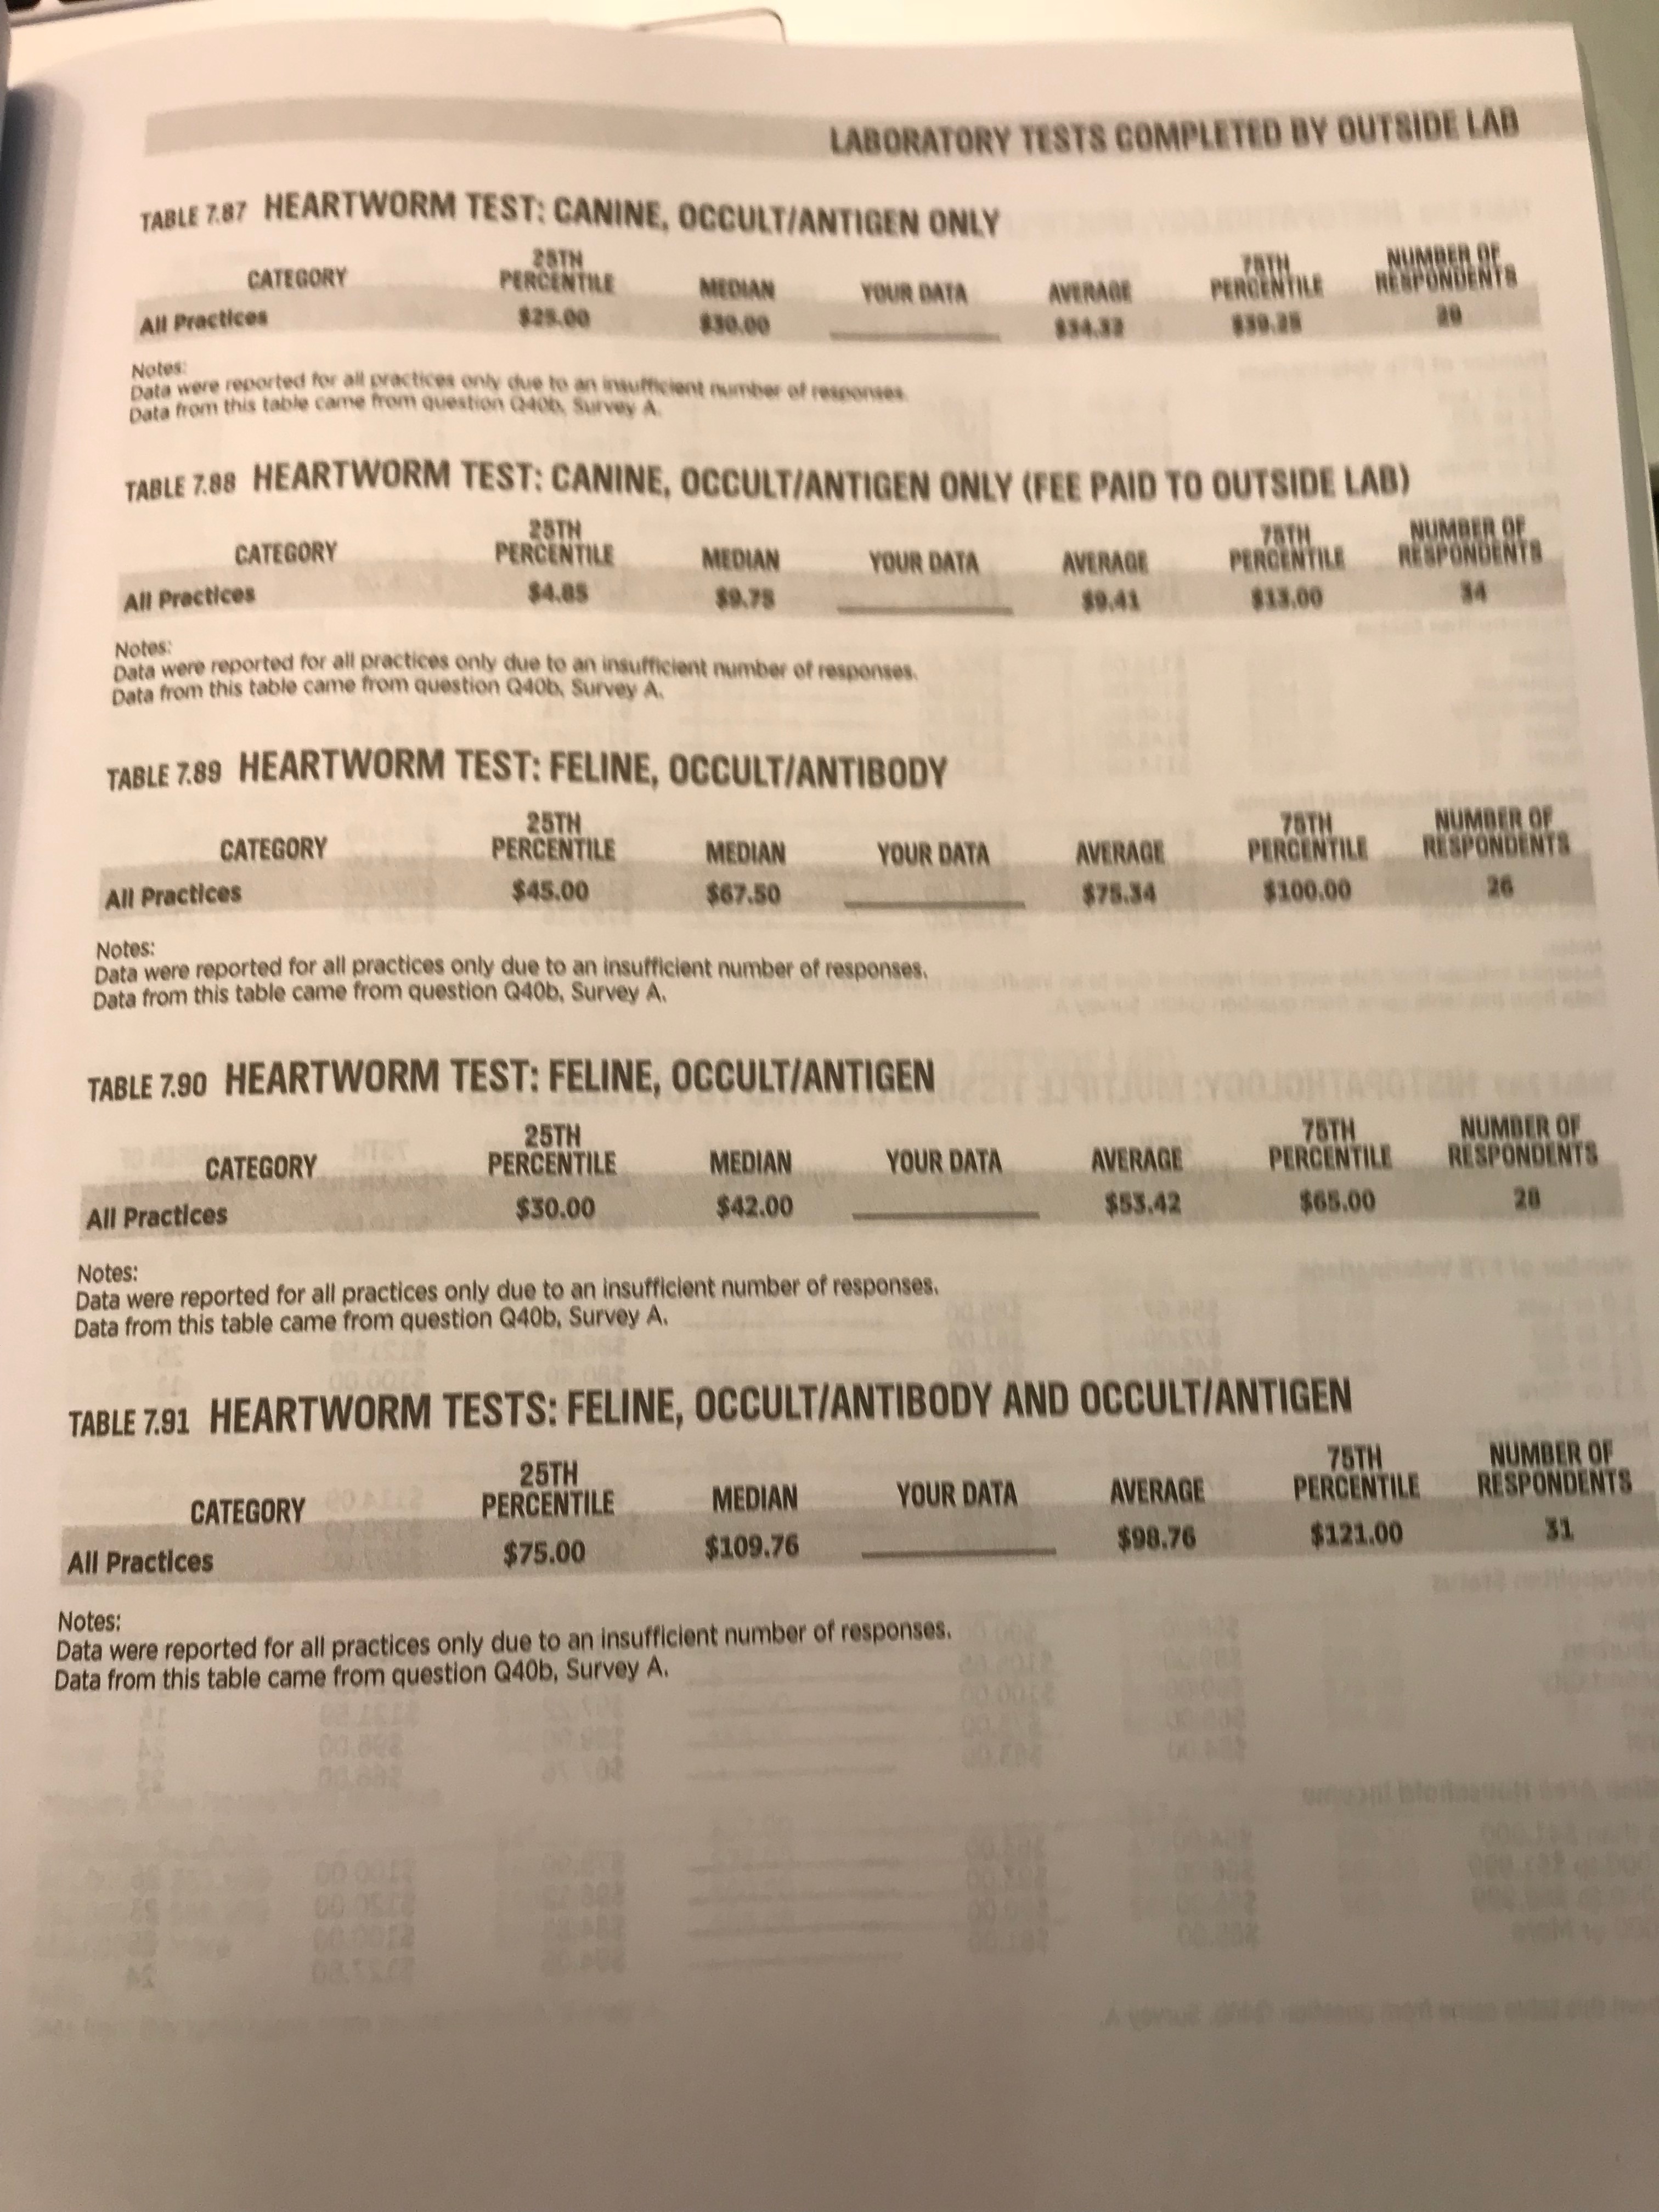 LABORATORY TESTS COMPLETED BY OUTSIDE LAB
TABLE 7.87 HEARTWORM TEST: CANINE, OCCULT/ANTIGEN ONLY
CATEGORY 25TH PERCENTILE MEDIAN YOUR DATA AVERAGE 75TH PERCENTILE NUMBER OF RESPONDENTS
All Practices $25.00 $30.00 $34.32 $39.25
Notes:
Data were reported for all practices only due to an insufficient number of responses.
Data from this table came from question Q40b, Survey A.
TABLE 7.88 HEARTWORM TEST: CANINE, OCCULT/ANTIGEN ONLY (FEE PAID TO OUTSIDE LAB)
CATEGORY 25TH PERCENTILE MEDIAN YOUR DATA AVERAGE 75TH PERCENTILE NUMBER OF RESPONDENTS
All Practices $4.85 $9.75 $9.41 $13.00 34
Notes:
Data were reported for all practices only due to an insufficient number of responses.
Data from this table came from question Q40b, Survey A.
TABLE 7.89 HEARTWORM TEST: FELINE, OCCULT/ANTIBODY
CATEGORY 25TH PERCENTILE MEDIAN YOUR DATA AVERAGE 75TH PERCENTILE NUMBER OF RESPONDENTS
All Practices $45.00 $67.50 $75.34 $100.00 26
Notes:
Data were reported for all practices only due to an insufficient number of responses.
Data from this table came from question Q40b, Survey A.
TABLE 7.90 HEARTWORM TEST: FELINE, OCCULT/ANTIGEN
CATEGORY 25TH PERCENTILE MEDIAN YOUR DATA AVERAGE 75TH PERCENTILE NUMBER OF RESPONDENTS
All Practices $30.00 $42.00 $53.42 $65.00 28
Notes:
Data were reported for all practices only due to an insufficient number of responses.
Data from this table came from question Q40b, Survey A.
TABLE 7.91 HEARTWORM TESTS: FELINE, OCCULT/ANTIBODY AND OCCULT/ANTIGEN
CATEGORY 25TH PERCENTILE MEDIAN YOUR DATA AVERAGE 75TH PERCENTILE NUMBER OF RESPONDENTS
All Practices $75.00 $109.76 $98.76 $121.00 31
Notes:
Data were reported for all practices only due to an insufficient number of responses.
Data from this table came from question Q40b, Survey A.